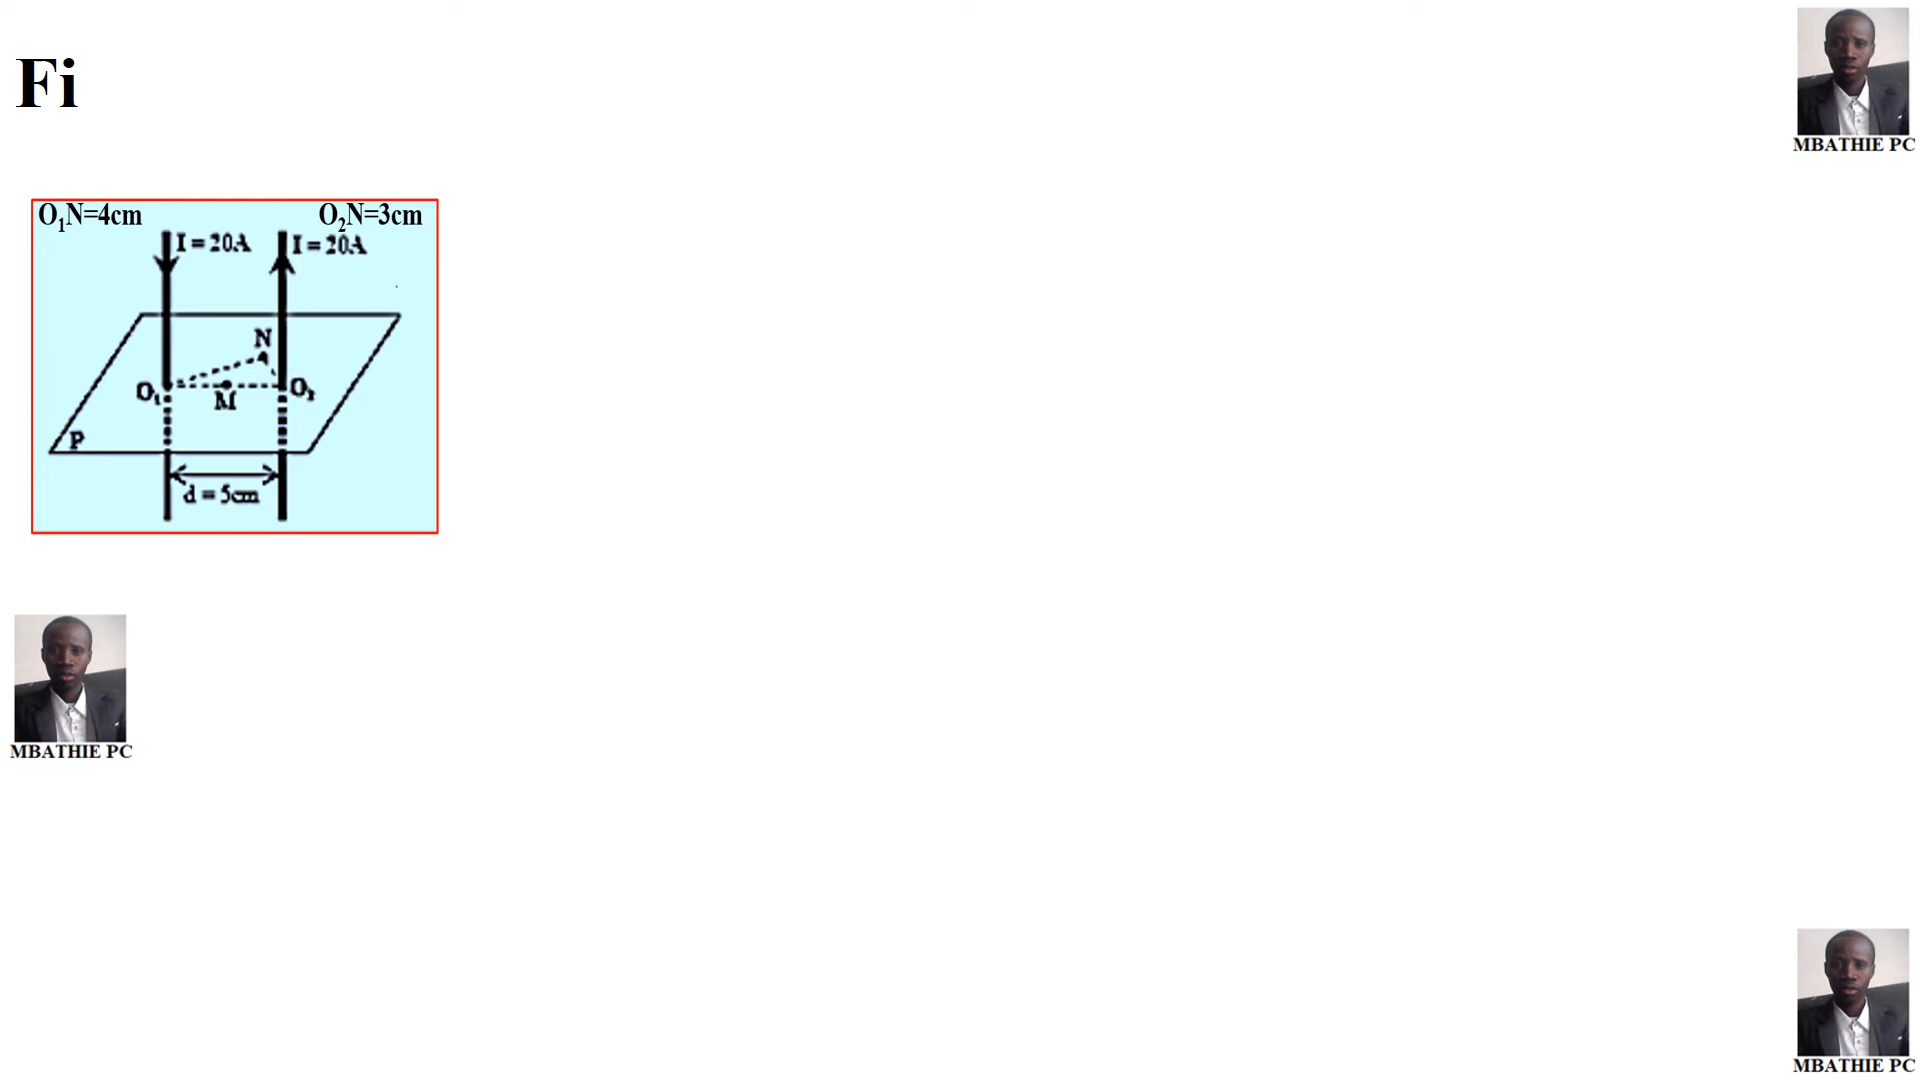 MBATHIE PC
Fi
O₁N=4cm
O₂N=3cm
I = 20A
I = 20A
N
O₁
M
O₂
P
d = 5cm
MBATHIE PC
MBATHIE PC